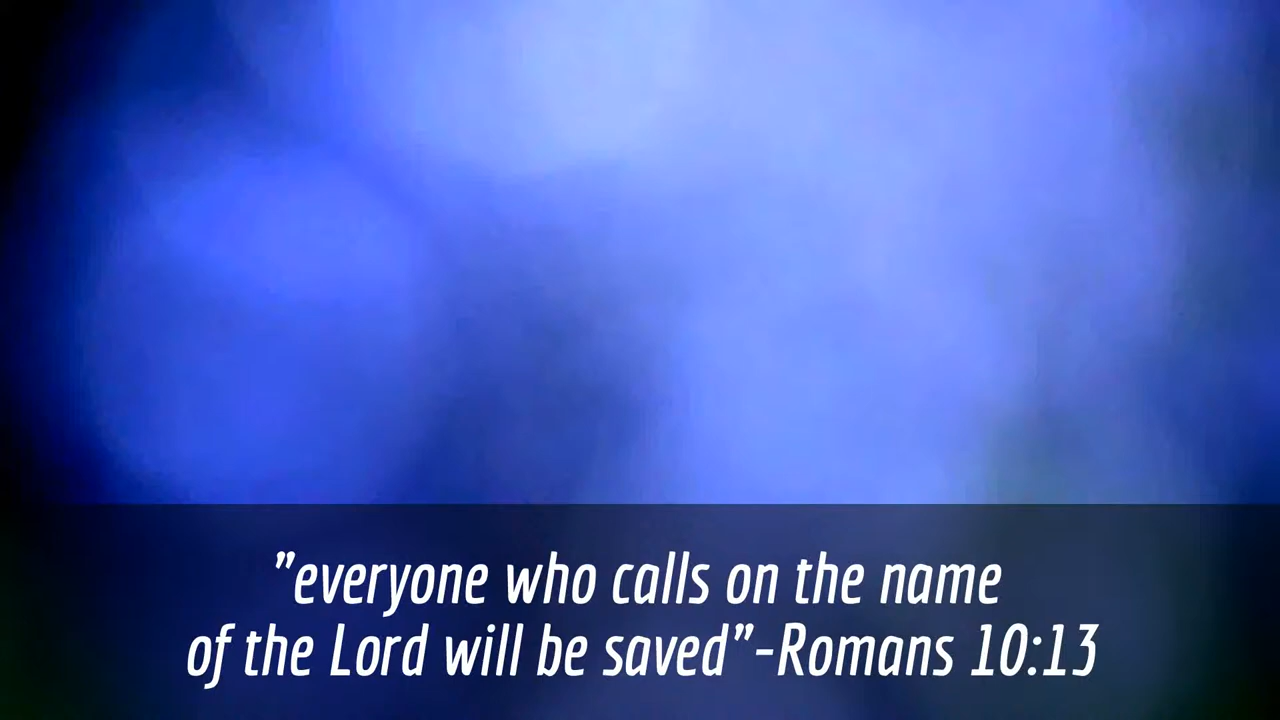 "everyone who calls on the name
of the Lord will be saved"-Romans 10:13